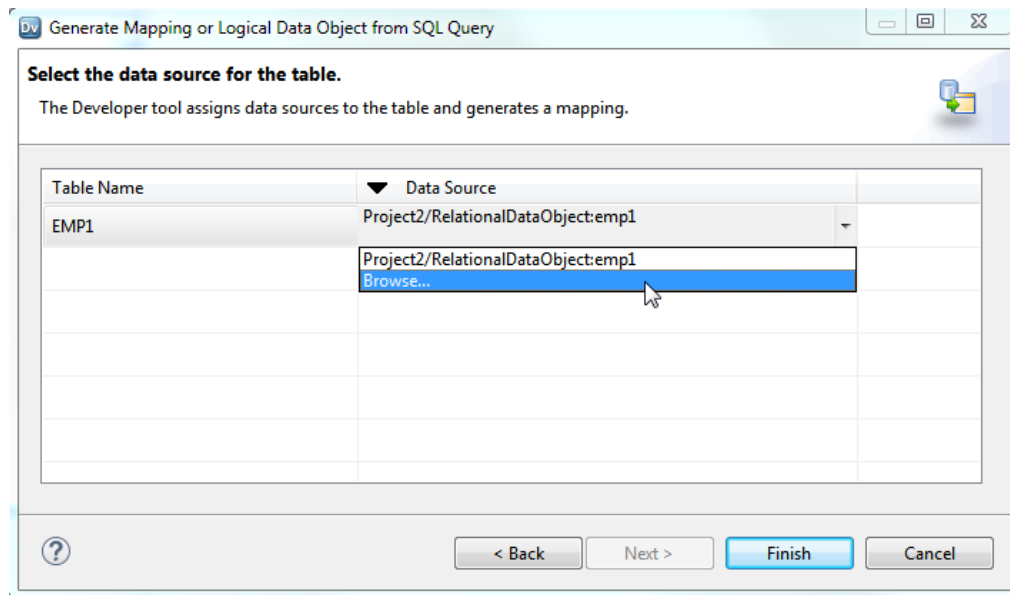 Dv Generate Mapping or Logical Data Object from SQL Query
Select the data source for the table.
The Developer tool assigns data sources to the table and generates a mapping.
Table Name Data Source
EMP1 Project2/RelationalDataObject:emp1
Project2/RelationalDataObject:emp1
Browse...
? < Back Next > Finish Cancel